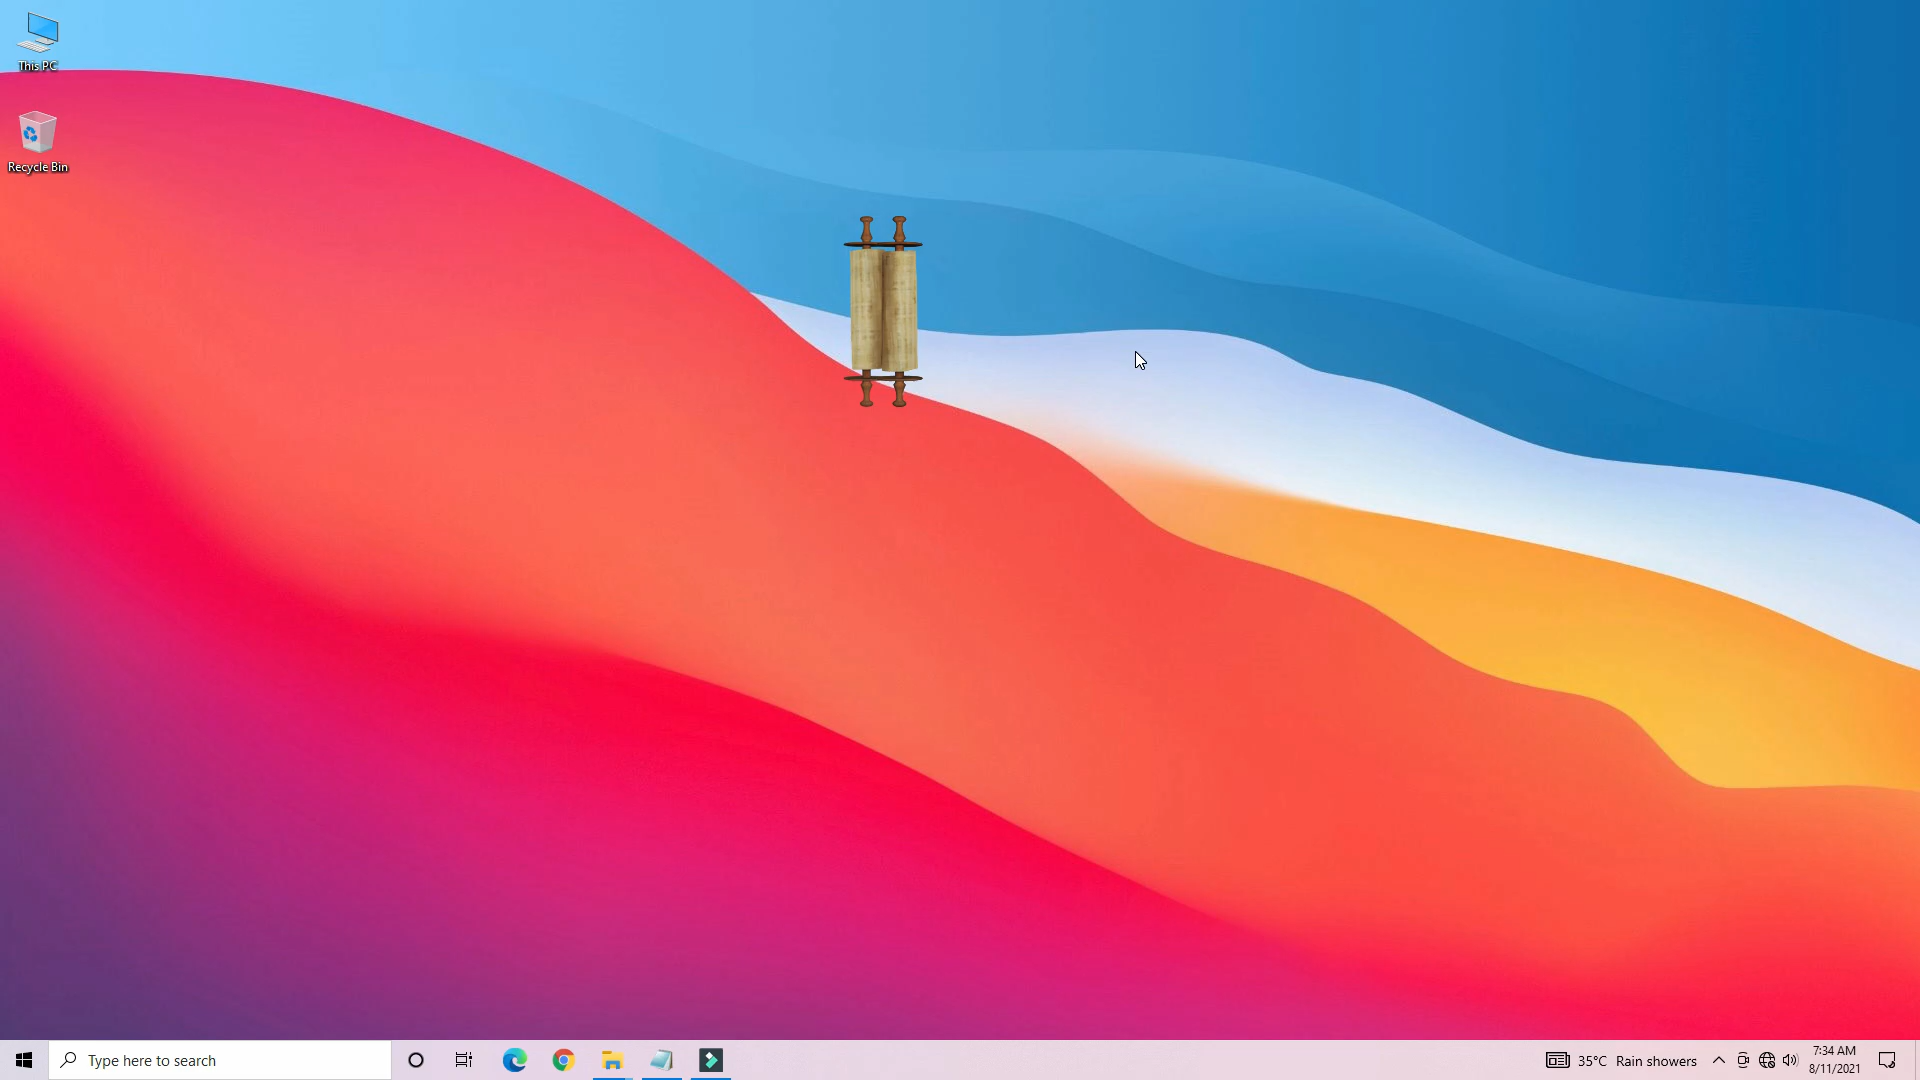 This PC
Recycle Bin
Type here to search
35°C Rain showers
7:34 AM
8/11/2021